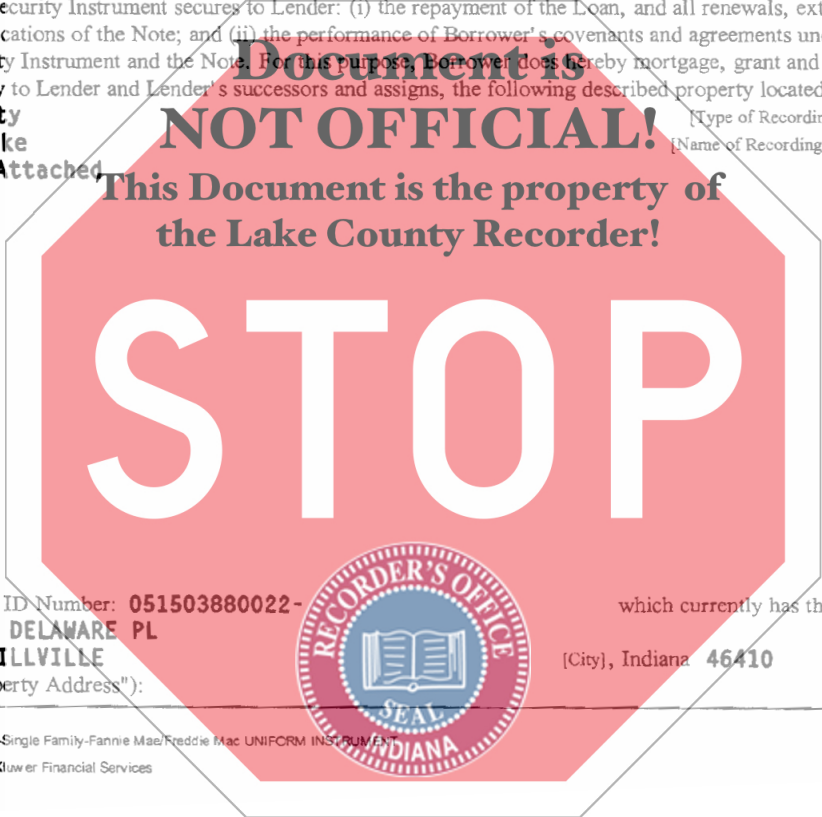 ecurity Instrument secures to Lender: (i) the repayment of the Loan, and all renewals, ext
cations of the Note; and (ii) the performance of Borrower's covenants and agreements un
ty Instrument and the Note. For this purpose, Borrower does hereby mortgage, grant and
y to Lender and Lender's successors and assigns, the following described property located
Document is
ty [Type of Recordin
NOT OFFICIAL!
ke [Name of Recording
Attached
This Document is the property of
the Lake County Recorder!
STOP
ID Number: 051503880022- which currently has th
DELAWARE PL
ILLVILLE [City], Indiana 46410
erty Address"):
RECORDER'S OFFICE
SEAL
INDIANA
-Single Family-Fannie Mae/Freddie Mac UNIFORM INSTRUMENT
Kluwer Financial Services